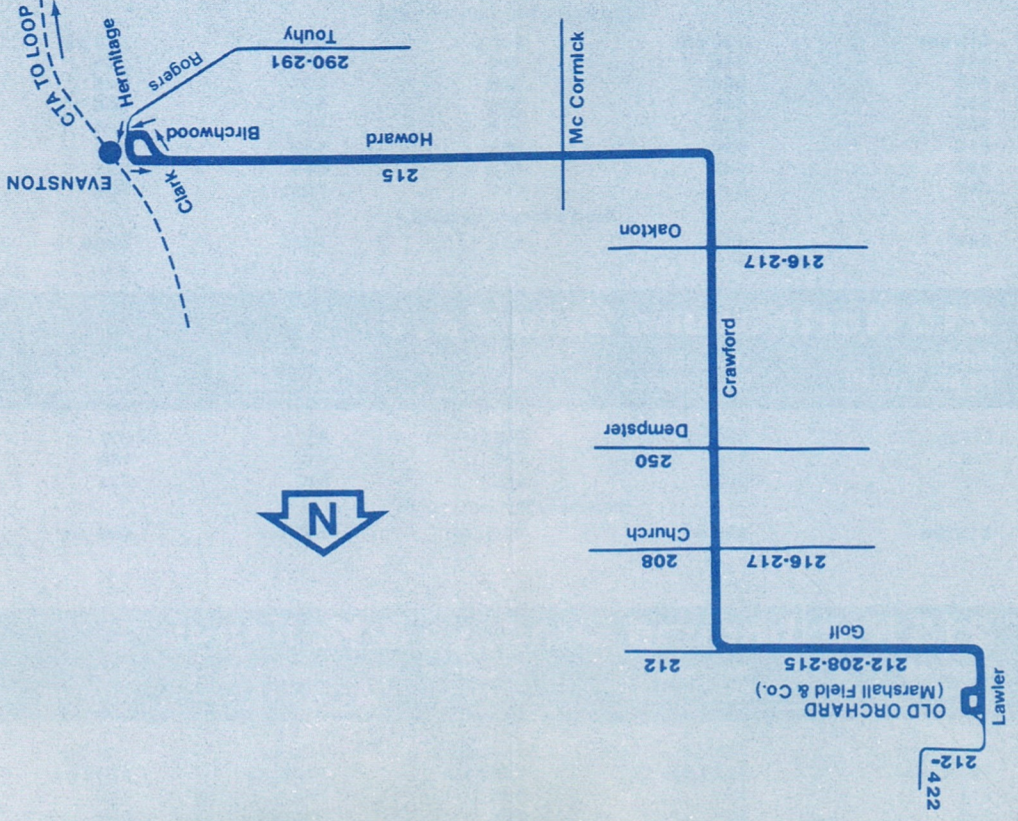 422
212-
Lawler
OLD ORCHARD
(Marshall Field & Co.)
212-208-215
212
Golf
216-217
208
Church
N
250
Dempster
Crawford
216-217
Oakton
215
Howard
Mc Cormick
Clark
EVANSTON
Birchwood
Hermitage
CTA TO LOOP
Rogers
290-291
Touhy